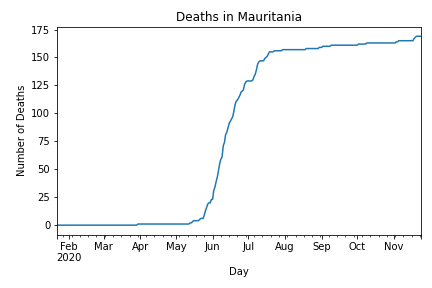 Deaths in Mauritania
175
150
125
100
75
50
25
0
Number of Deaths
Feb Mar Apr May Jun Jul Aug Sep Oct Nov
2020
Day